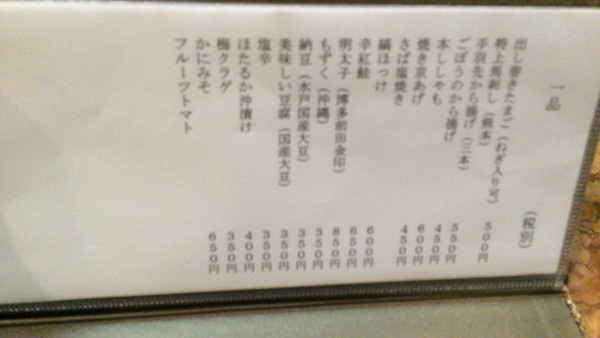 一品 (税別)
出し巻きたまご(ねぎ入り可) 500円
特上馬刺し(熊本)
手羽先から揚げ(三本) 550円
ごぼうのから揚げ 450円
本ししゃも 600円
焼き京あげ 450円
さば塩焼き
縞ほっけ 600円
辛紅鮭 650円
明太子(博多前田金印) 850円
もずく(沖縄) 350円
納豆(水戸国産大豆) 350円
美味しい豆腐(国産大豆) 350円
塩辛 350円
ほたるか沖漬け 400円
梅クラゲ 350円
かにみそ 650円
フルーツトマト